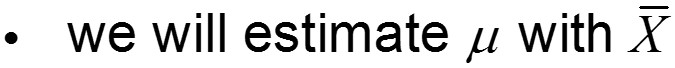 • we will estimate μ with X̅